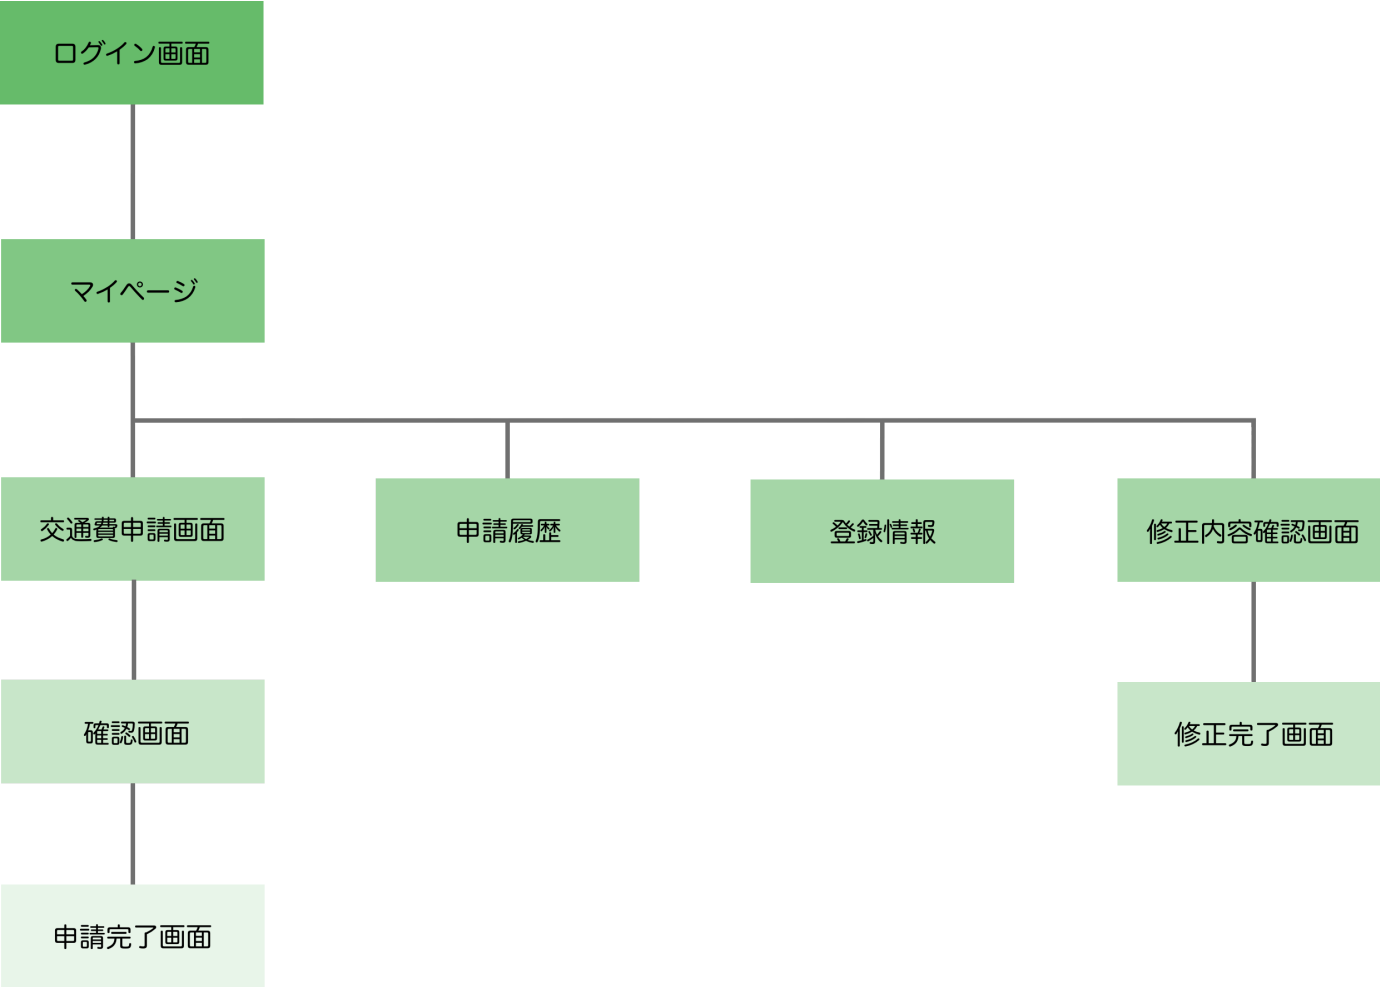 ログイン画面
マイページ
交通費申請画面
申請履歴
登録情報
修正内容確認画面
確認画面
修正完了画面
申請完了画面